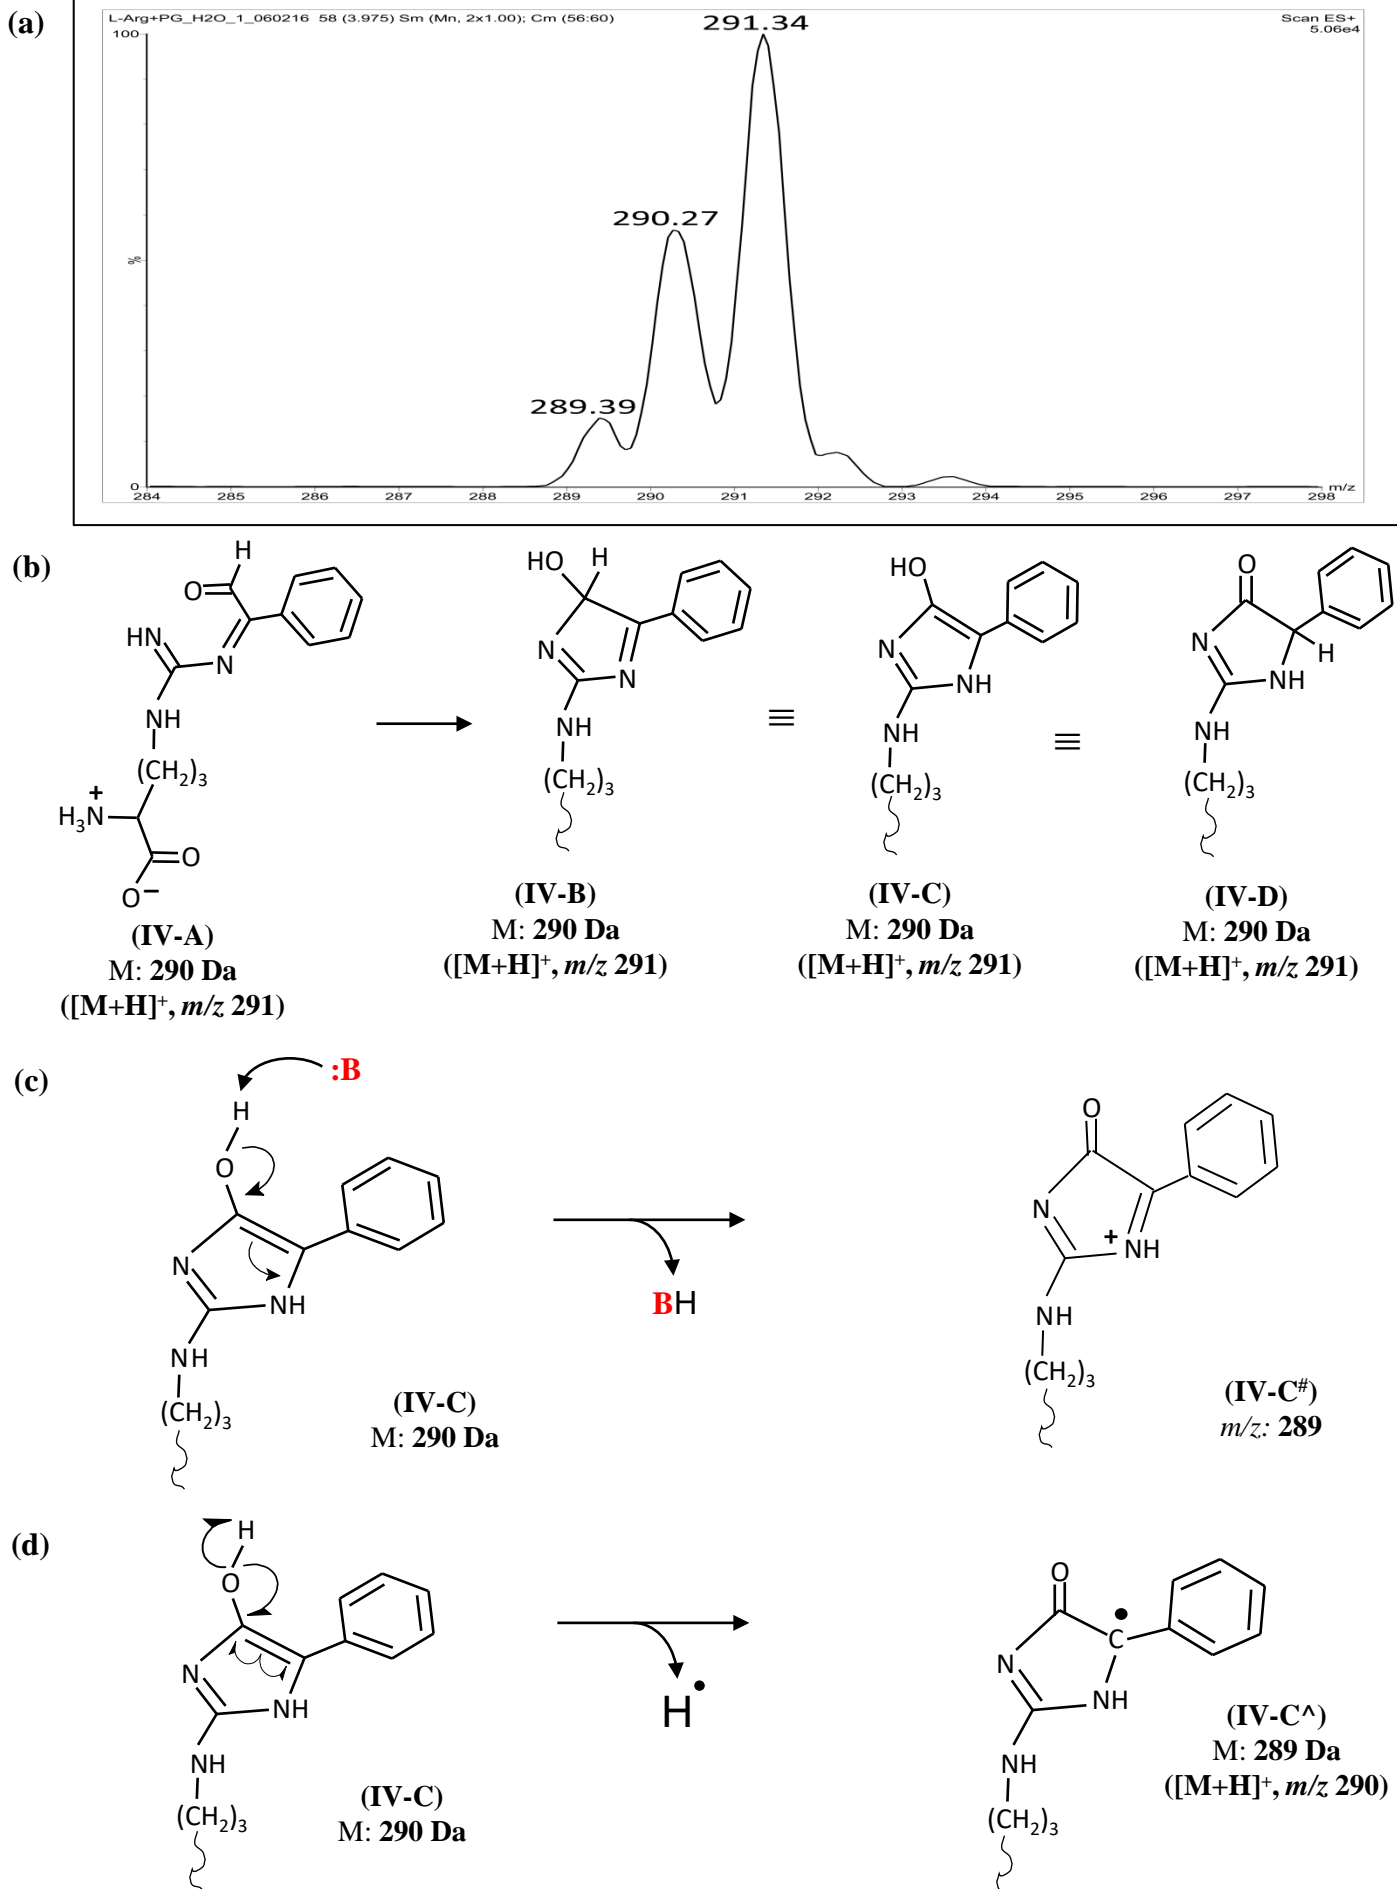 (a)
L-Arg+PG_H2O_1_060216 58 (3.975) Sm (Mn, 2x1.00); Cm (56:60)
Scan ES+
5.06e4
291.34
100
290.27
%
289.39
0
284 285 286 287 288 289 290 291 292 293 294 295 296 297 298 m/z
(b)
H
O
HN
N
NH
(CH2)3
+
H3N
O
O−
(IV-A)
M: 290 Da
([M+H]+, m/z 291)
HO H
N
N
NH
(CH2)3
(IV-B)
M: 290 Da
([M+H]+, m/z 291)
≡
HO
N
NH
NH
(CH2)3
(IV-C)
M: 290 Da
([M+H]+, m/z 291)
≡
O
N
H
NH
NH
(CH2)3
(IV-D)
M: 290 Da
([M+H]+, m/z 291)
(c)
:B
H
O
N
NH
NH
(CH2)3
(IV-C)
M: 290 Da
BH
O
N
+
NH
NH
(CH2)3
(IV-C#)
m/z: 289
(d)
H
O
N
NH
NH
(CH2)3
(IV-C)
M: 290 Da
H•
O
•
C
N
NH
NH
(CH2)3
(IV-C^)
M: 289 Da
([M+H]+, m/z 290)